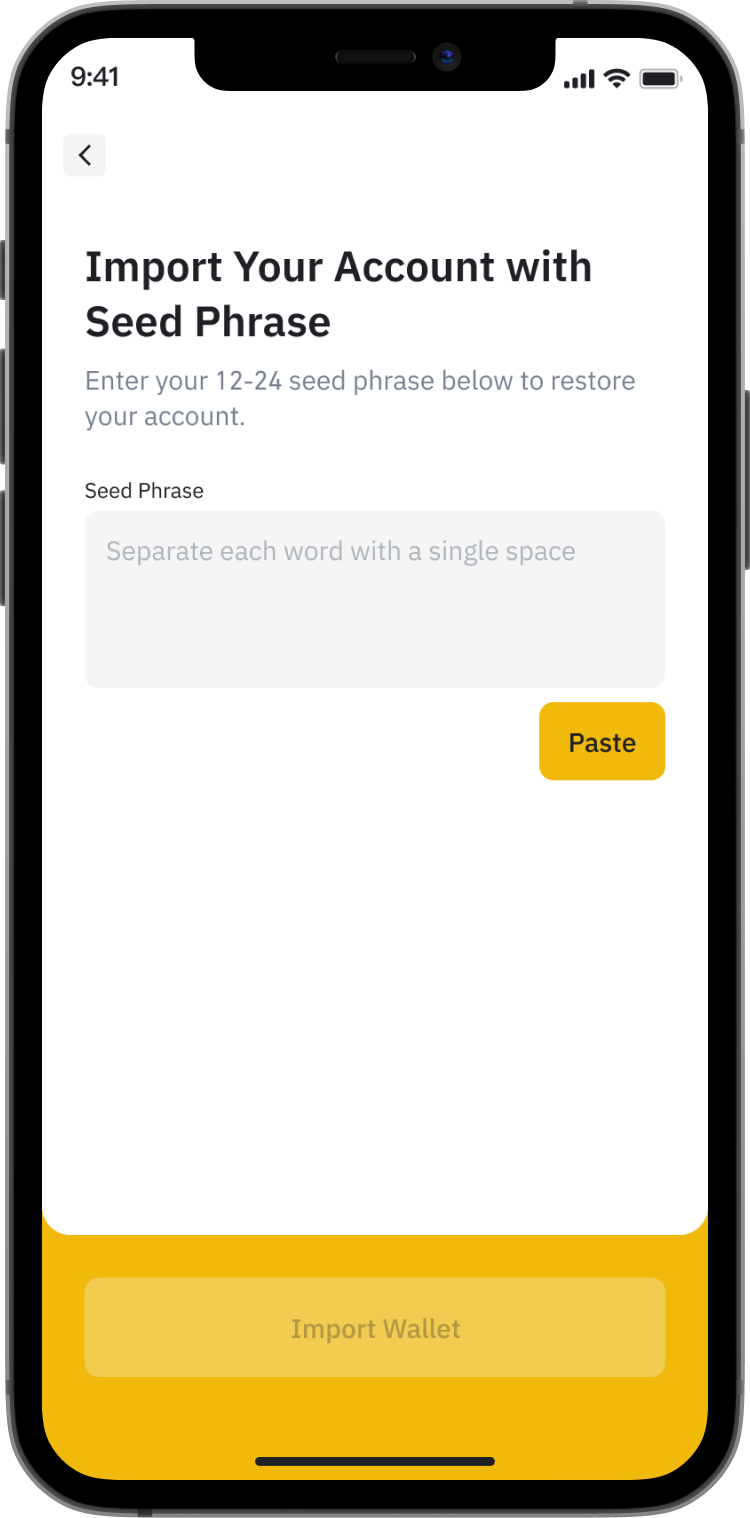 9:41
Import Your Account with
Seed Phrase
Enter your 12-24 seed phrase below to restore
your account.
Seed Phrase
Separate each word with a single space
Paste
Import Wallet